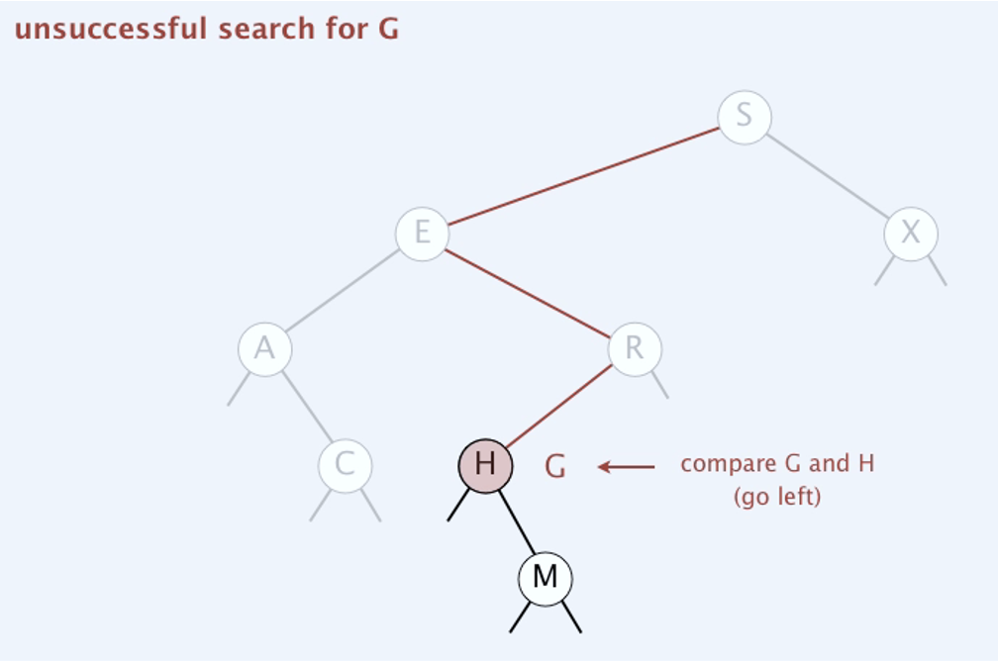 unsuccessful search for G
S
E
X
A
R
C
H
G
compare G and H
(go left)
M